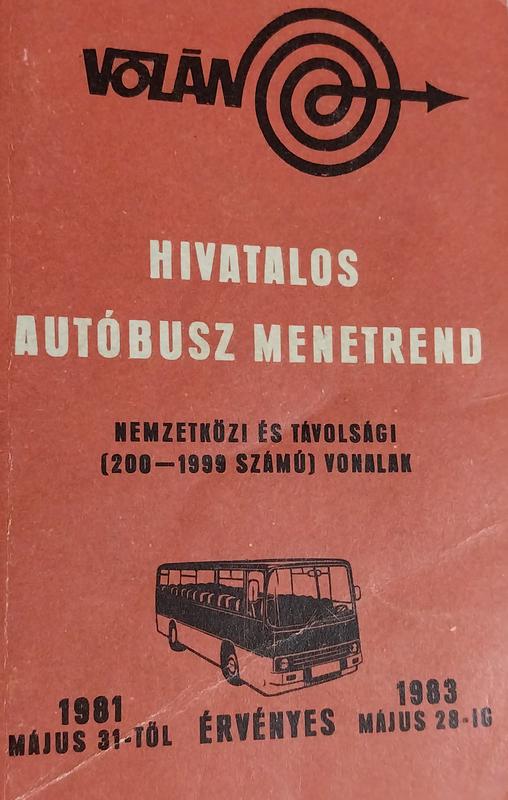 VOLÁN
HIVATALOS
AUTÓBUSZ MENETREND
NEMZETKÖZI ÉS TÁVOLSÁGI
(200—1999 SZÁMÚ) VONALAK
1981
MÁJUS 31-TŐL
ÉRVÉNYES
1983
MÁJUS 28-IG